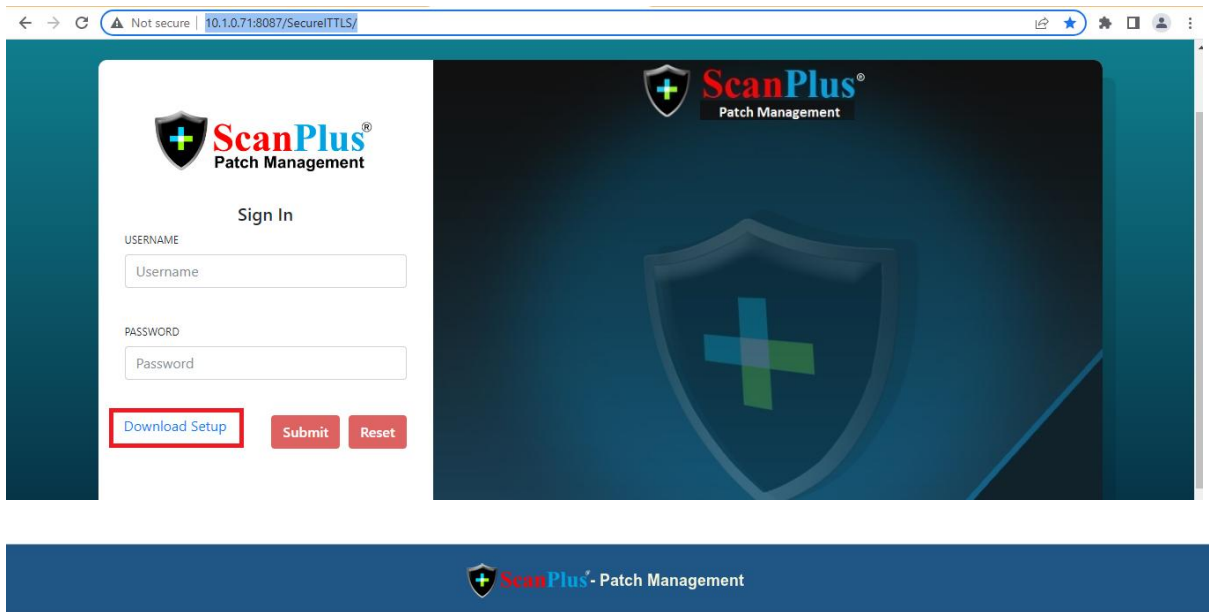 Not secure | 10.1.0.71:8087/SecureITTLS/
ScanPlus®
Patch Management
ScanPlus®
Patch Management
Sign In
USERNAME
Username
PASSWORD
Password
Download Setup
Submit Reset
ScanPlus® - Patch Management